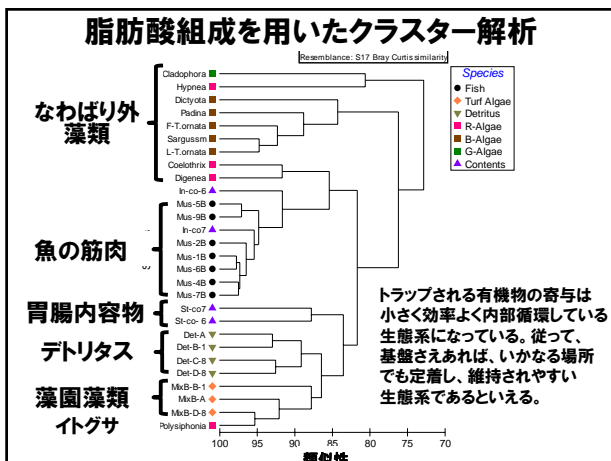 脂肪酸組成を用いたクラスター解析
Resemblance: S17 Bray Curtis similarity
Species
Fish
Turf Algae
Detritus
R-Algae
B-Algae
G-Algae
Contents
なわばり外
藻類
魚の筋肉
胃腸内容物
デトリタス
藻園藻類
イトグサ
Cladophora
Hypnea
Dictyota
Padina
F-T.ornata
Sargussm
L-T.ornata
Coelothrix
Digenea
In-co-6
Mus-5B
Mus-9B
In-co7
Mus-2B
Mus-1B
Mus-6B
Mus-4B
Mus-7B
St-co7
St-co- 6
Det-A
Det-B-1
Det-C-8
Det-D-8
MixB-B-1
MixB-A
MixB-D-8
Polysiphonia
トラップされる有機物の寄与は
小さく効率よく内部循環している
生態系になっている。従って、
基盤さえあれば、いかなる場所
でも定着し、維持されやすい
生態系であるといえる。
100 95 90 85 80 75 70
類似性